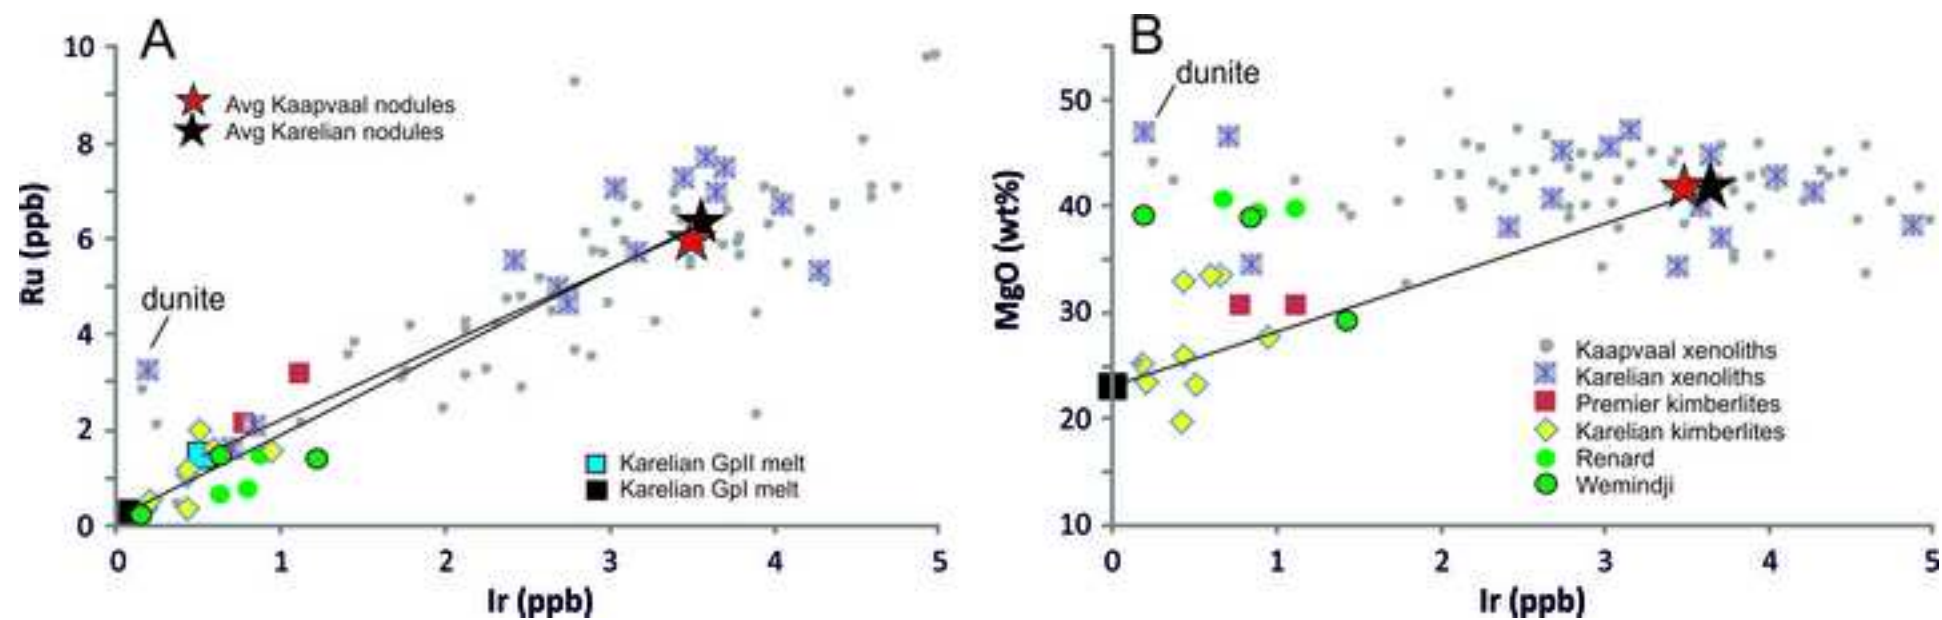 A
10
8
6
4
2
0
Ru (ppb)
Avg Kaapvaal nodules
Avg Karelian nodules
dunite
Karelian GpII melt
Karelian GpI melt
0 1 2 3 4 5
Ir (ppb)
B
dunite
50
40
30
20
10
MgO (wt%)
Kaapvaal xenoliths
Karelian xenoliths
Premier kimberlites
Karelian kimberlites
Renard
Wemindji
0 1 2 3 4 5
Ir (ppb)